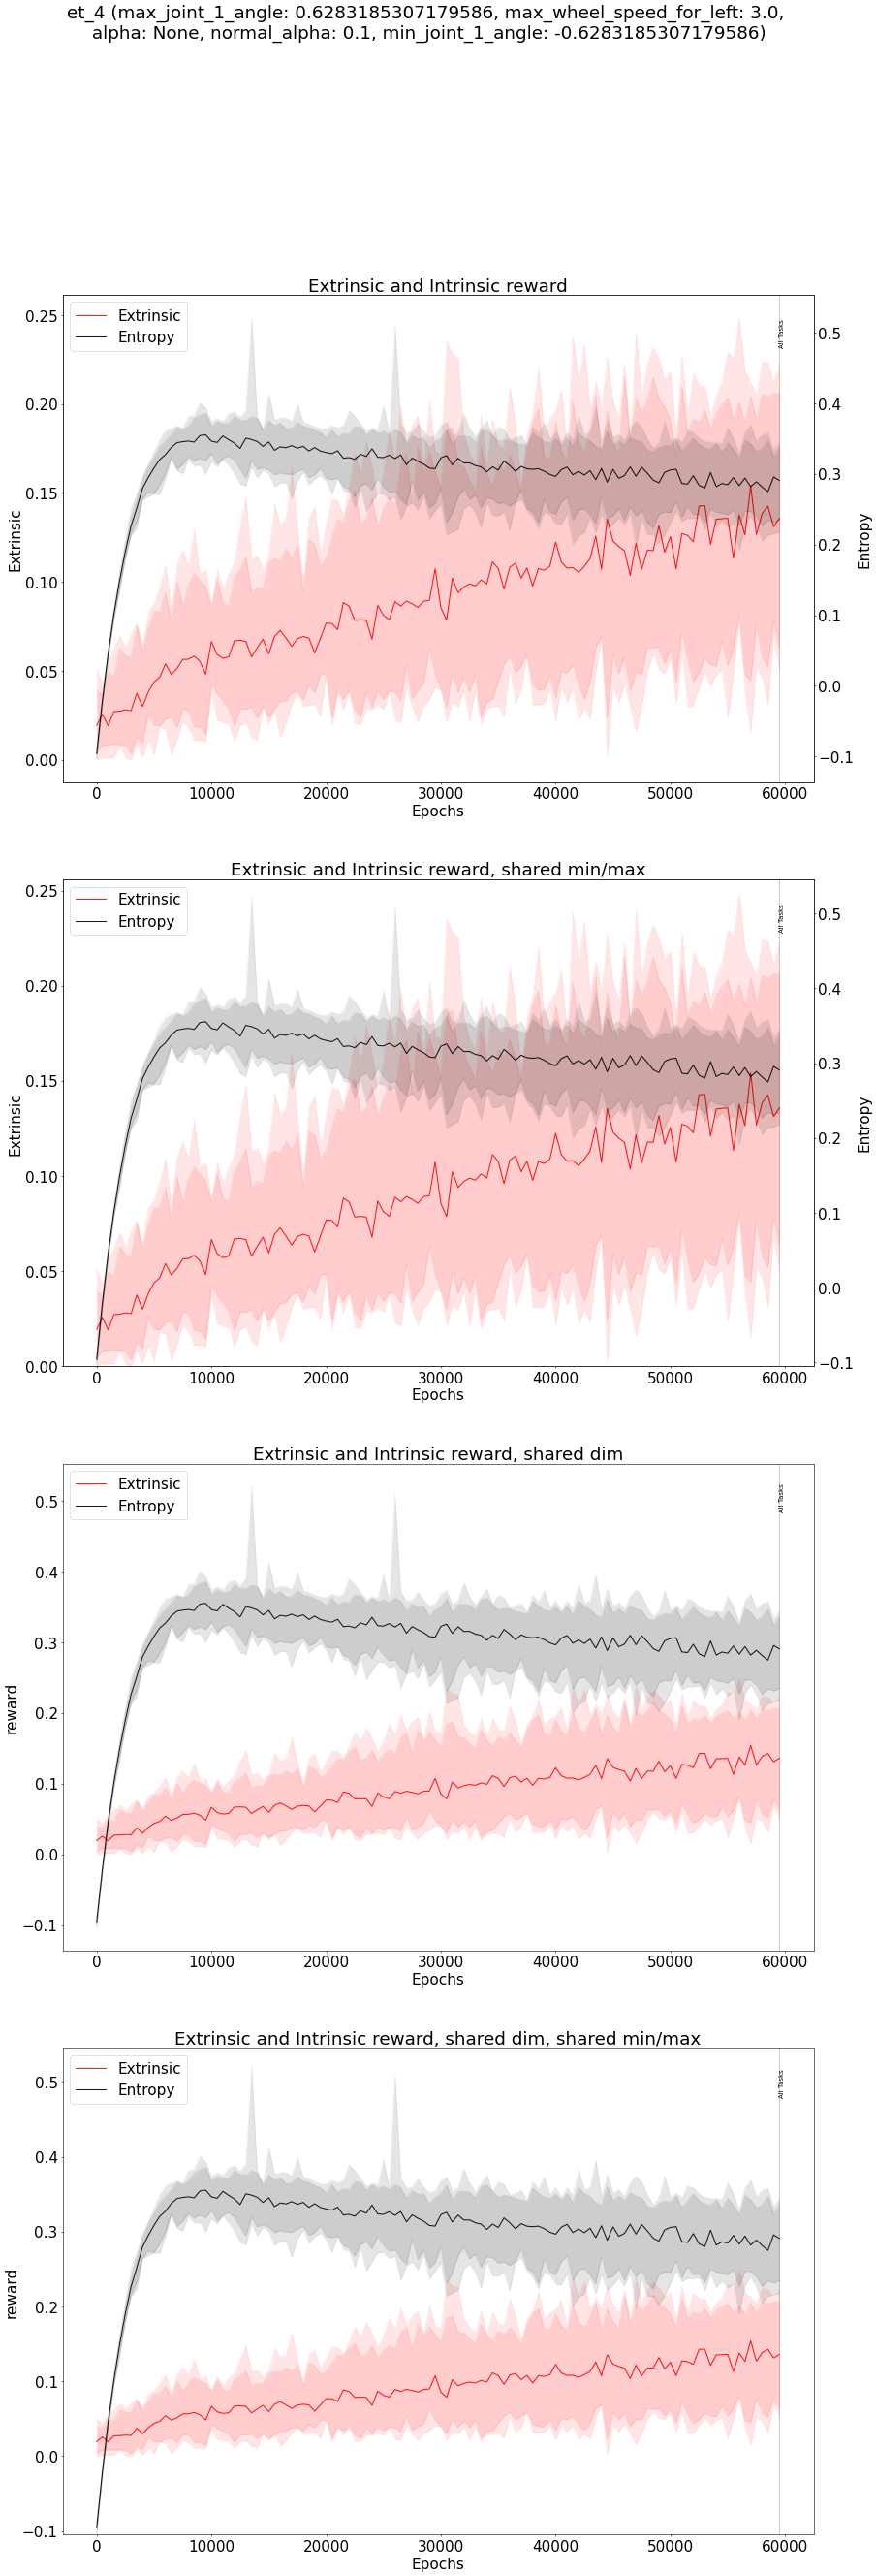 et_4 (max_joint_1_angle: 0.6283185307179586, max_wheel_speed_for_left: 3.0,
alpha: None, normal_alpha: 0.1, min_joint_1_angle: -0.6283185307179586)
Extrinsic and Intrinsic reward
Extrinsic
Entropy
All Tasks
0.25
0.20
0.15
0.10
0.05
0.00
Extrinsic
0.5
0.4
0.3
0.2
0.1
0.0
−0.1
Entropy
0 10000 20000 30000 40000 50000 60000
Epochs
Extrinsic and Intrinsic reward, shared min/max
Extrinsic
Entropy
All Tasks
0.25
0.20
0.15
0.10
0.05
0.00
Extrinsic
0.5
0.4
0.3
0.2
0.1
0.0
−0.1
Entropy
0 10000 20000 30000 40000 50000 60000
Epochs
Extrinsic and Intrinsic reward, shared dim
Extrinsic
Entropy
All Tasks
0.5
0.4
0.3
0.2
0.1
0.0
−0.1
reward
0 10000 20000 30000 40000 50000 60000
Epochs
Extrinsic and Intrinsic reward, shared dim, shared min/max
Extrinsic
Entropy
All Tasks
0.5
0.4
0.3
0.2
0.1
0.0
−0.1
reward
0 10000 20000 30000 40000 50000 60000
Epochs